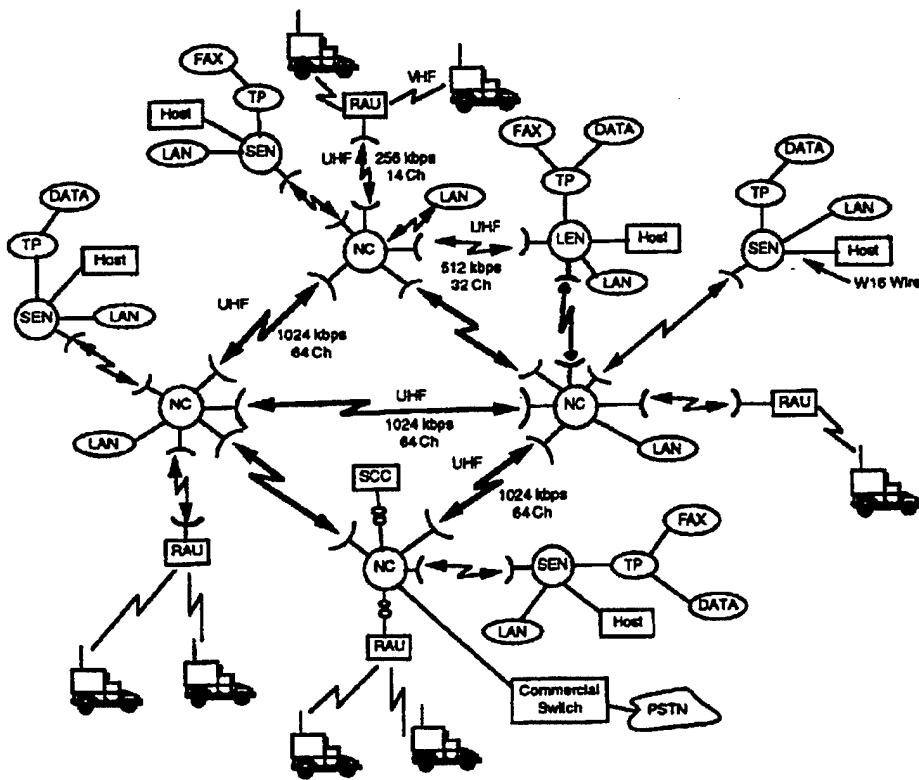 FAX
TP
Host
SEN
LAN
VHF
RAU
UHF
256 kbps
14 Ch
LAN
NC
UHF
512 kbps
32 Ch
FAX
DATA
TP
LEN
Host
LAN
DATA
TP
LAN
SEN
Host
W16 Wire
DATA
TP
Host
SEN
LAN
UHF
1024 kbps
64 Ch
NC
LAN
UHF
1024 kbps
64 Ch
NC
LAN
RAU
UHF
1024 kbps
64 Ch
SCC
NC
RAU
RAU
SEN
TP
FAX
DATA
LAN
Host
Commercial
Switch
PSTN